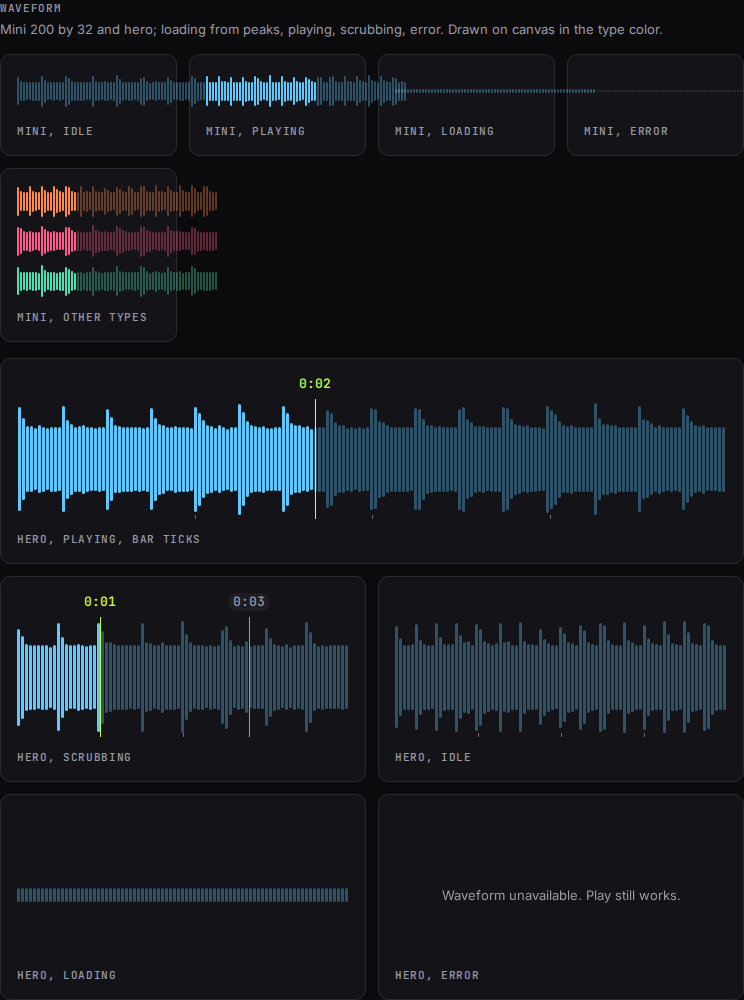 WAVEFORM
Mini 200 by 32 and hero; loading from peaks, playing, scrubbing, error. Drawn on canvas in the type color.
MINI, IDLE
MINI, PLAYING
MINI, LOADING
MINI, ERROR
MINI, OTHER TYPES
0:02
HERO, PLAYING, BAR TICKS
0:01
0:03
HERO, SCRUBBING
HERO, IDLE
HERO, LOADING
Waveform unavailable. Play still works.
HERO, ERROR